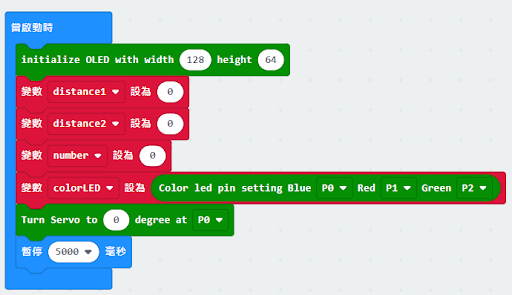 當啟動時
initialize OLED with width 128 height 64
變數 distance1 設為 0
變數 distance2 設為 0
變數 number 設為 0
變數 colorLED 設為 Color led pin setting Blue P0 Red P1 Green P2
Turn Servo to 0 degree at P0
暫停 5000 毫秒